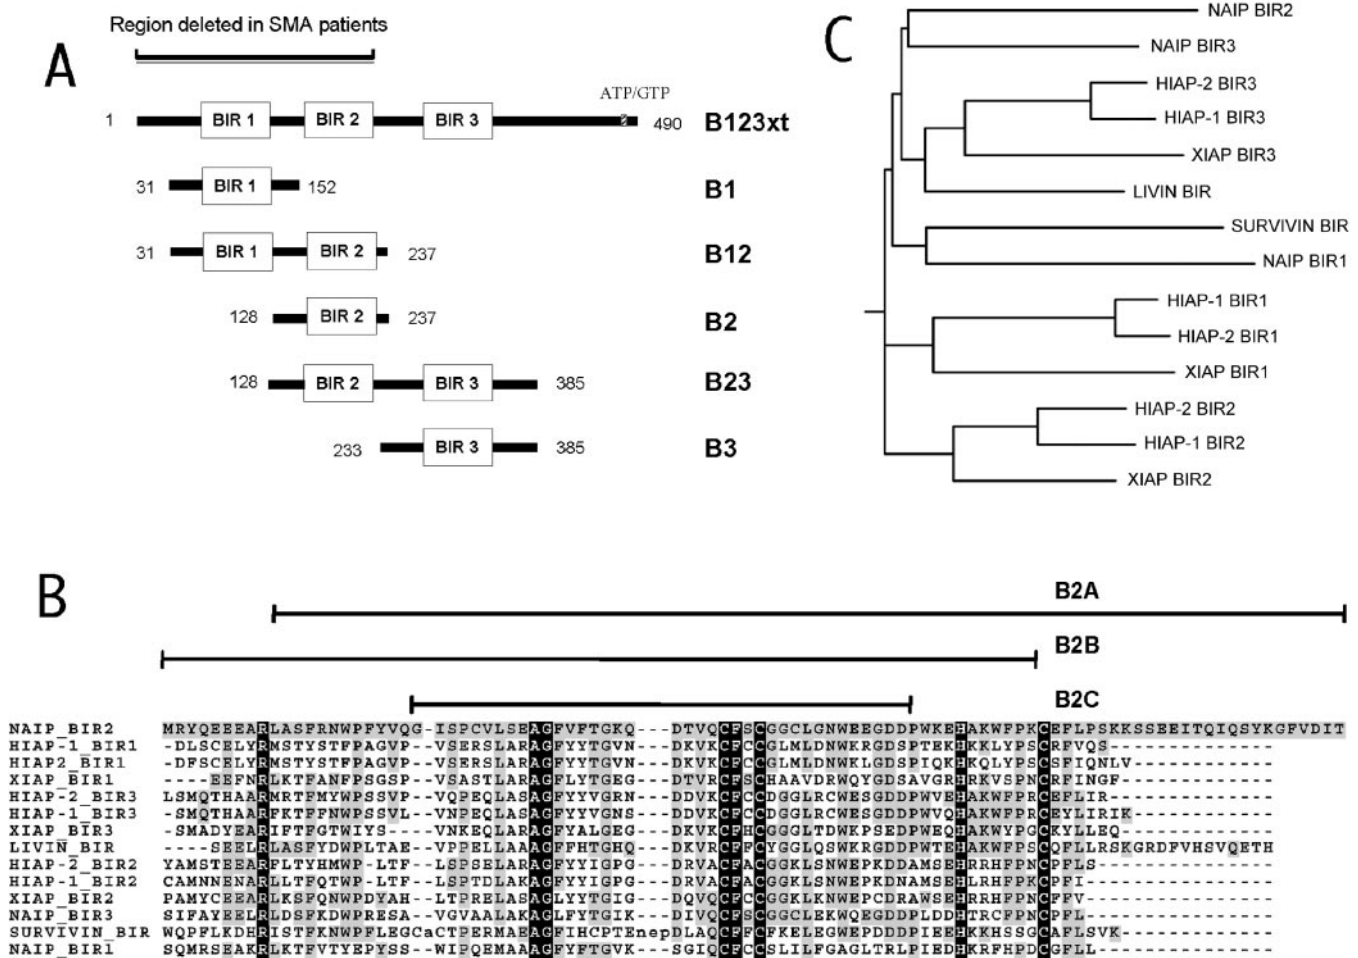 A
Region deleted in SMA patients
ATP/GTP
1 BIR 1 BIR 2 BIR 3 490 B123xt
31 BIR 1 152 B1
31 BIR 1 BIR 2 237 B12
128 BIR 2 237 B2
128 BIR 2 BIR 3 385 B23
233 BIR 3 385 B3
C
NAIP BIR2
NAIP BIR3
HIAP-2 BIR3
HIAP-1 BIR3
XIAP BIR3
LIVIN BIR
SURVIVIN BIR
NAIP BIR1
HIAP-1 BIR1
HIAP-2 BIR1
XIAP BIR1
HIAP-2 BIR2
HIAP-1 BIR2
XIAP BIR2
B
B2A
B2B
B2C
NAIP_BIR2 MRYQEEEARLASFRNWPFYVQG-ISPCVLSEAGFVFTGKQ---DTVQCFSCGGCLGNWEEGDDPWKEHAKWFPKCEFLPSKKSSEEITQIQSYKGFVDIT
HIAP-1_BIR1 -DLSCELYRMSTYSTFPAGVP--VSERSLARAGFYYTGVN---DKVKCFCCGLMLDNWKRGDSPTEKHKKLYPSCRFVQS-------------
HIAP2_BIR1 -DFSCELYRMSTYSTFPAGVP--VSERSLARAGFYYTGVN---DKVKCFCCGLMLDNWKLGDSPIQKHKQLYPSCSFIQNLV-----------
XIAP_BIR1 ----EEFNRLKTFANFPSGSP--VSASTLARAGFLYTGEG---DTVRCFSCHAAVDRWQYGDSAVGRHRKVSPNCRFINGF------------
HIAP-2_BIR3 LSMQTHAARMRTFMYWPSSVP--VQPEQLASAGFYYVGRN---DDVKCFCCDGGLRCWESGDDPWVEHAKWFPRCEFLIR-------------
HIAP-1_BIR3 -SMQTHAARFKTFFNWPSSVL--VNPEQLASAGFYYVGNS---DDVKCFCCDGGLRCWESGDDPWVQHAKWFPRCEYLIRIK-----------
XIAP_BIR3 -SMADYEARIFTFGTWIYS----VNKEQLARAGFYALGEG---DKVKCFHCGGGLTDWKPSEDPWEQHAKWYPGCKYLLEQ------------
LIVIN_BIR ---SEELRLASFYDWPLTAE--VPPELLAAAGFFHTGHQ---DKVRCFFCYGGLQSWKRGDDPWTEHAKWFPSCQFLLRSKGRDFVHSVQETH
HIAP-2_BIR2 YAMSTEEARFLTYHMWP-LTF--LSPSELARAGFYYIGPG---DRVACFACGGKLSNWEPKDDAMSEHRRHFPNCPFLS--------------
HIAP-1_BIR2 CAMNNENARLLTFQTWP-LTF--LSPTDLAKAGFYYIGPG---DRVACFACGGKLSNWEPKDNAMSEHLRHFPKCPFI---------------
XIAP_BIR2 PAMYCEEARLKSFQNWPDYAH--LTPRELASAGLYYTGIG---DQVQCFCCGGKLKNWEPCDRAWSEHRRHFPNCFFV---------------
NAIP_BIR3 SIFAYEELRLDSFKDWPRESA--VGVAALAKAGLFYTGIK---DIVQCFSCGGCLEKWQEGDDPLDDHTRCFPNCPFL---------------
SURVIVIN_BIR WQPFLKDHRISTFKNWPFLEGCaCTPERMAEAGFIHCPTEnepDLAQCFFCFKELEGWEPDDDPIEEHKKHSSGCAFLSVK------------
NAIP_BIR1 SQMRSEAKRLKTFVTYEPYSS--WIPQEMAAAGFYFTGVK---SGIQCFCCSLILFGAGLTRLPIEDHKRFHPDCGFLL--------------